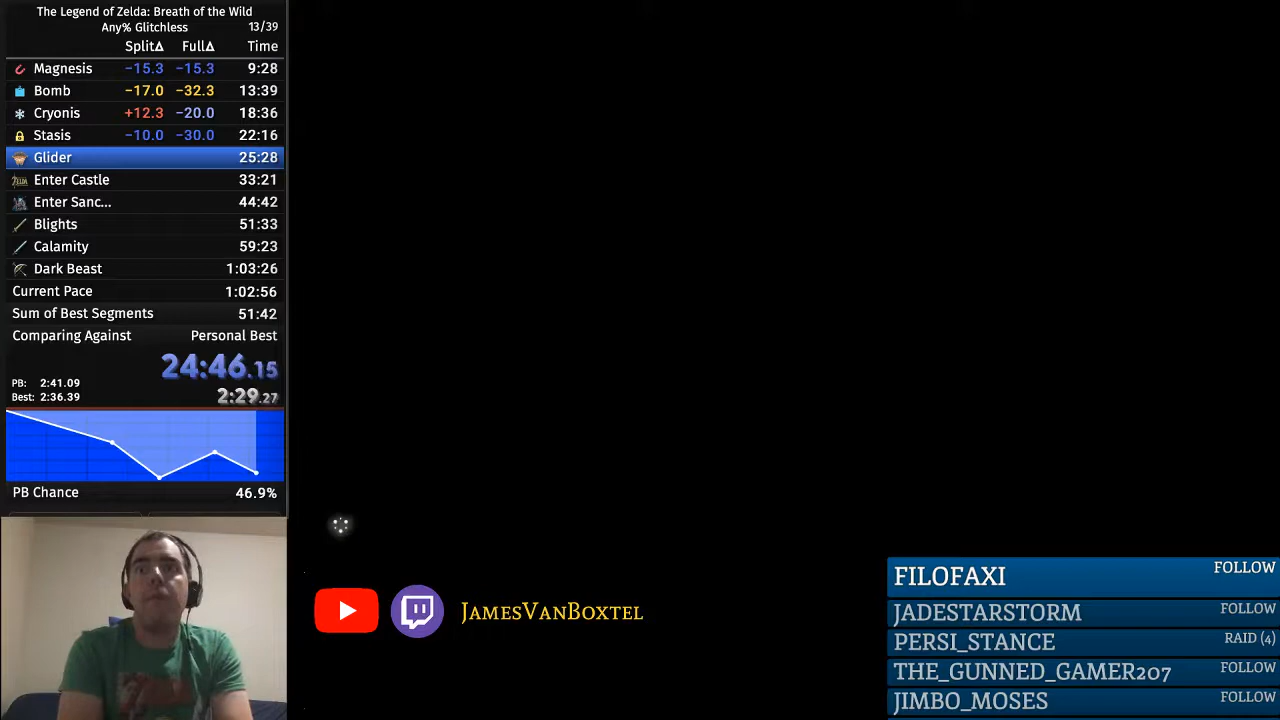 The Legend of Zelda: Breath of the Wild
Any% Glitchless 13/39
SplitΔ FullΔ Time
Magnesis −15.3 −15.3 9:28
Bomb −17.0 −32.3 13:39
Cryonis +12.3 −20.0 18:36
Stasis −10.0 −30.0 22:16
Glider 25:28
Enter Castle 33:21
Enter Sanc... 44:42
Blights 51:33
Calamity 59:23
Dark Beast 1:03:26
Current Pace 1:02:56
Sum of Best Segments 51:42
Comparing Against Personal Best
24:46.15
PB: 2:41.09
Best: 2:36.39
2:29.27
PB Chance 46.9%
JamesVanBoxtel
FILOFAXI FOLLOW
JADESTARSTORM FOLLOW
PERSI_STANCE RAID (4)
THE_GUNNED_GAMER207 FOLLOW
JIMBO_MOSES FOLLOW